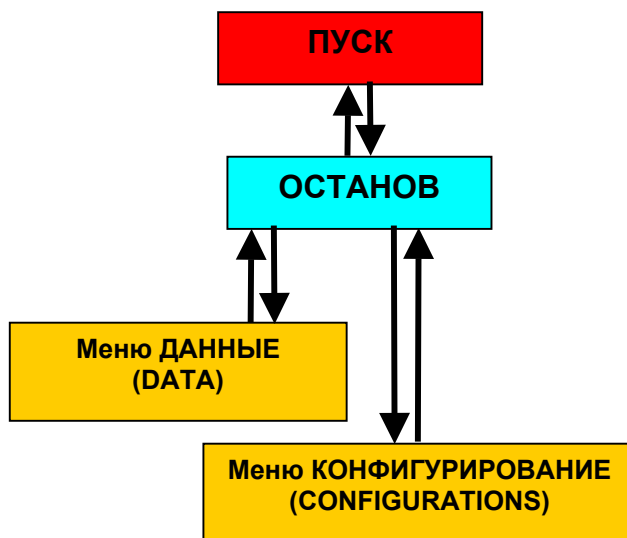 ПУСК
ОСТАНОВ
Меню ДАННЫЕ
(DATA)
Меню КОНФИГУРИРОВАНИЕ
(CONFIGURATIONS)